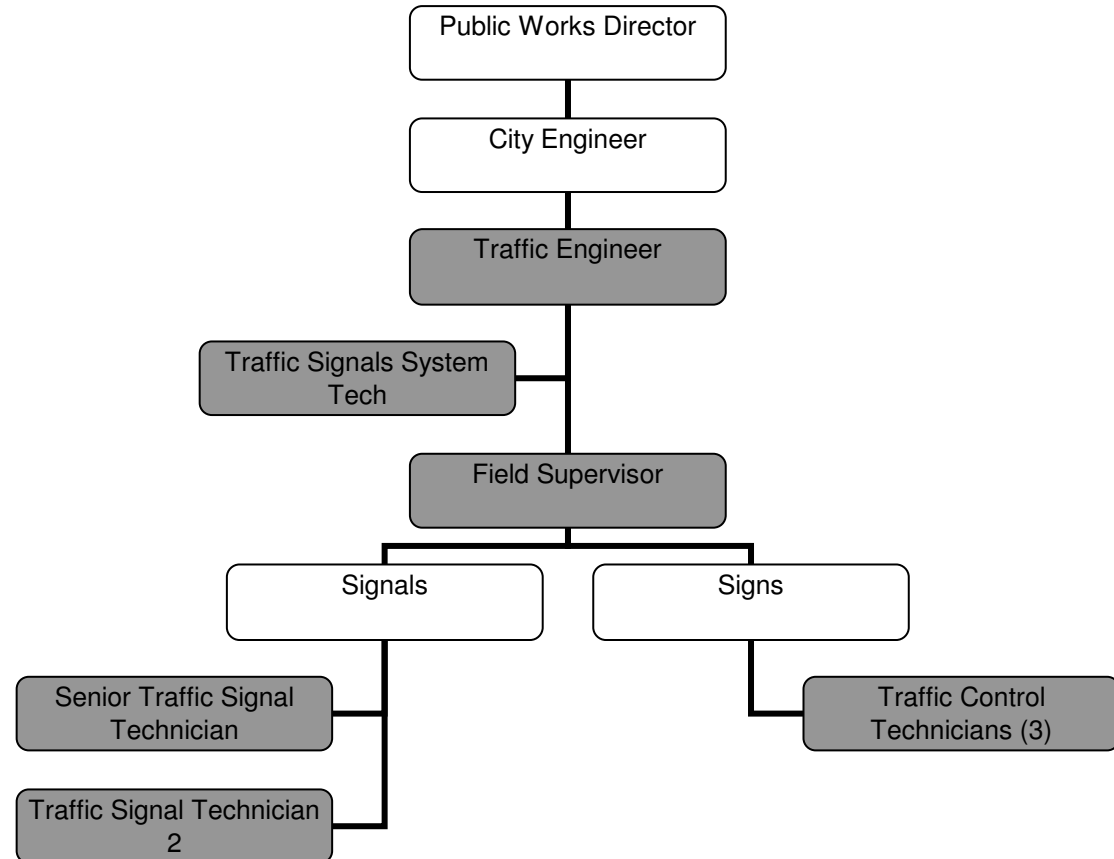 Public Works Director
City Engineer
Traffic Engineer
Traffic Signals System
Tech
Field Supervisor
Signals
Signs
Senior Traffic Signal
Technician
Traffic Control
Technicians (3)
Traffic Signal Technician
2